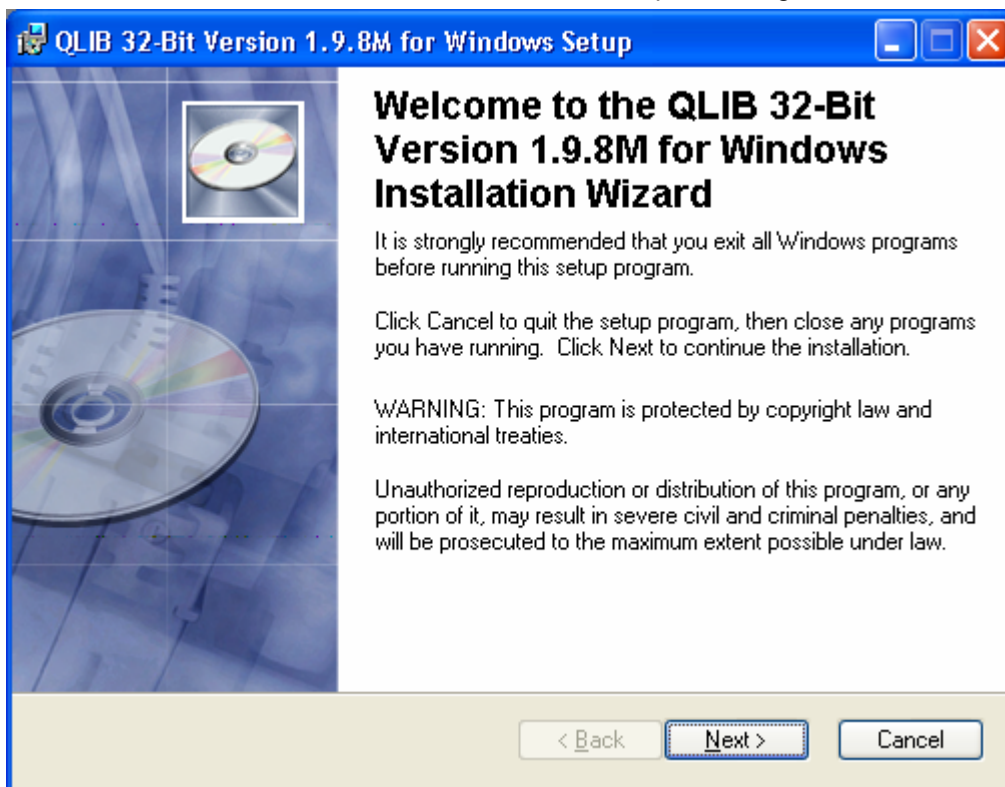 QLIB 32-Bit Version 1.9.8M for Windows Setup
Welcome to the QLIB 32-Bit
Version 1.9.8M for Windows
Installation Wizard
It is strongly recommended that you exit all Windows programs
before running this setup program.
Click Cancel to quit the setup program, then close any programs
you have running.  Click Next to continue the installation.
WARNING: This program is protected by copyright law and
international treaties.
Unauthorized reproduction or distribution of this program, or any
portion of it, may result in severe civil and criminal penalties, and
will be prosecuted to the maximum extent possible under law.
< Back
Next >
Cancel